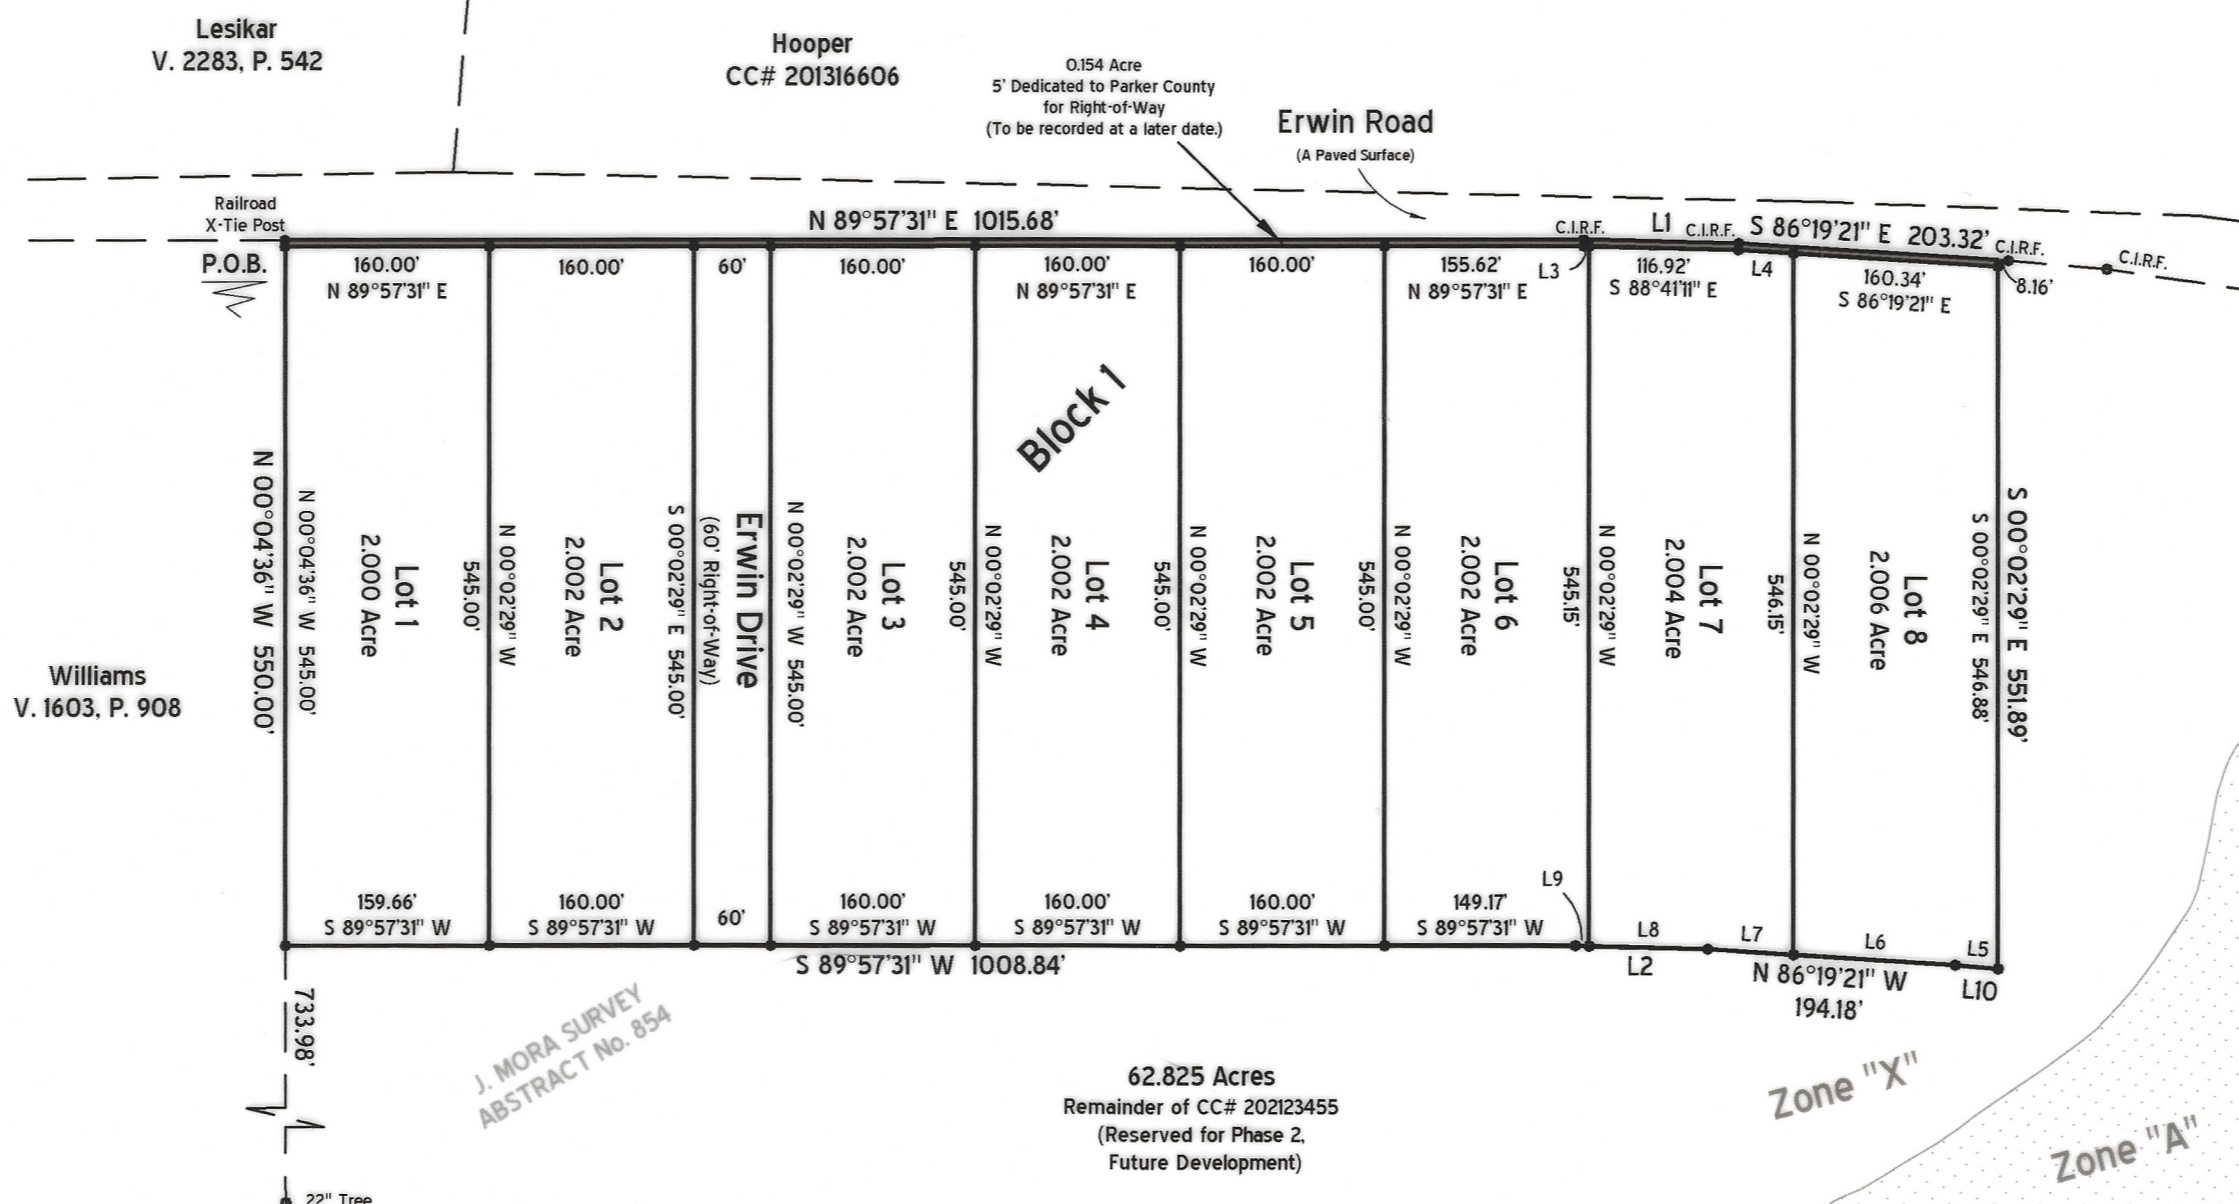 Lesikar
V. 2283, P. 542
Hooper
CC# 201316606
0.154 Acre
5' Dedicated to Parker County
for Right-of-Way
(To be recorded at a later date.)
Erwin Road
(A Paved Surface)
Railroad
X-Tie Post
P.O.B.
N 89°57'31" E 1015.68'
C.I.R.F.
L1
C.I.R.F.
S 86°19'21" E 203.32'
C.I.R.F.
C.I.R.F.
160.00'
N 89°57'31" E
160.00'
60'
160.00'
160.00'
N 89°57'31" E
160.00'
155.62'
N 89°57'31" E
L3
116.92'
S 88°41'11" E
L4
160.34'
S 86°19'21" E
8.16'
Block 1
N 00°04'36" W 550.00'
N 00°04'36" W 545.00'
Lot 1
2.000 Acre
545.00'
N 00°02'29" W
Lot 2
2.002 Acre
S 00°02'29" E 545.00'
Erwin Drive
(60' Right-of-Way)
N 00°02'29" W 545.00'
Lot 3
2.002 Acre
545.00'
N 00°02'29" W
Lot 4
2.002 Acre
545.00'
N 00°02'29" W
Lot 5
2.002 Acre
545.00'
N 00°02'29" W
Lot 6
2.002 Acre
545.15'
N 00°02'29" W
Lot 7
2.004 Acre
546.15'
N 00°02'29" W
Lot 8
2.006 Acre
S 00°02'29" E 546.88'
S 00°02'29" E 551.89'
Williams
V. 1603, P. 908
159.66'
S 89°57'31" W
160.00'
S 89°57'31" W
60'
160.00'
S 89°57'31" W
160.00'
S 89°57'31" W
160.00'
S 89°57'31" W
149.17'
S 89°57'31" W
L9
L8
L7
L6
L5
S 89°57'31" W 1008.84'
L2
N 86°19'21" W
194.18'
L10
733.98'
J. MORA SURVEY
ABSTRACT No. 854
62.825 Acres
Remainder of CC# 202123455
(Reserved for Phase 2,
Future Development)
Zone "X"
Zone "A"
22" Tree